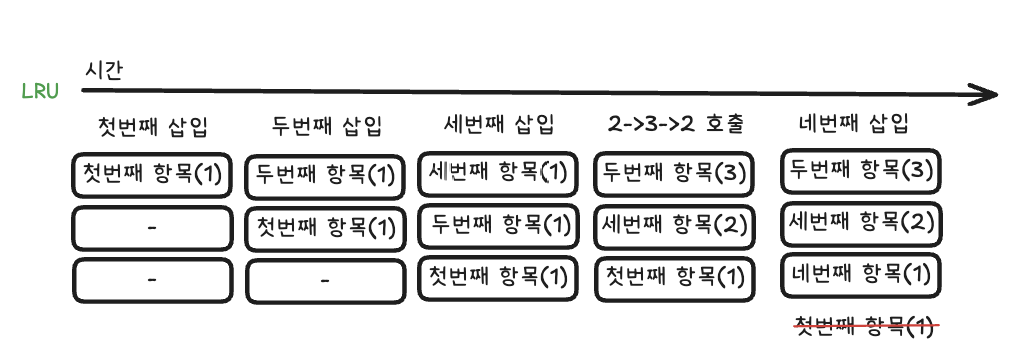 시간
LRU
첫번째 삽입
두번째 삽입
세번째 삽입
2->3->2 호출
네번째 삽입
첫번째 항목(1)
두번째 항목(1)
세번째 항목(1)
두번째 항목(3)
두번째 항목(3)
-
첫번째 항목(1)
두번째 항목(1)
세번째 항목(2)
세번째 항목(2)
-
-
첫번째 항목(1)
첫번째 항목(1)
네번째 항목(1)
첫번째 항목(1)